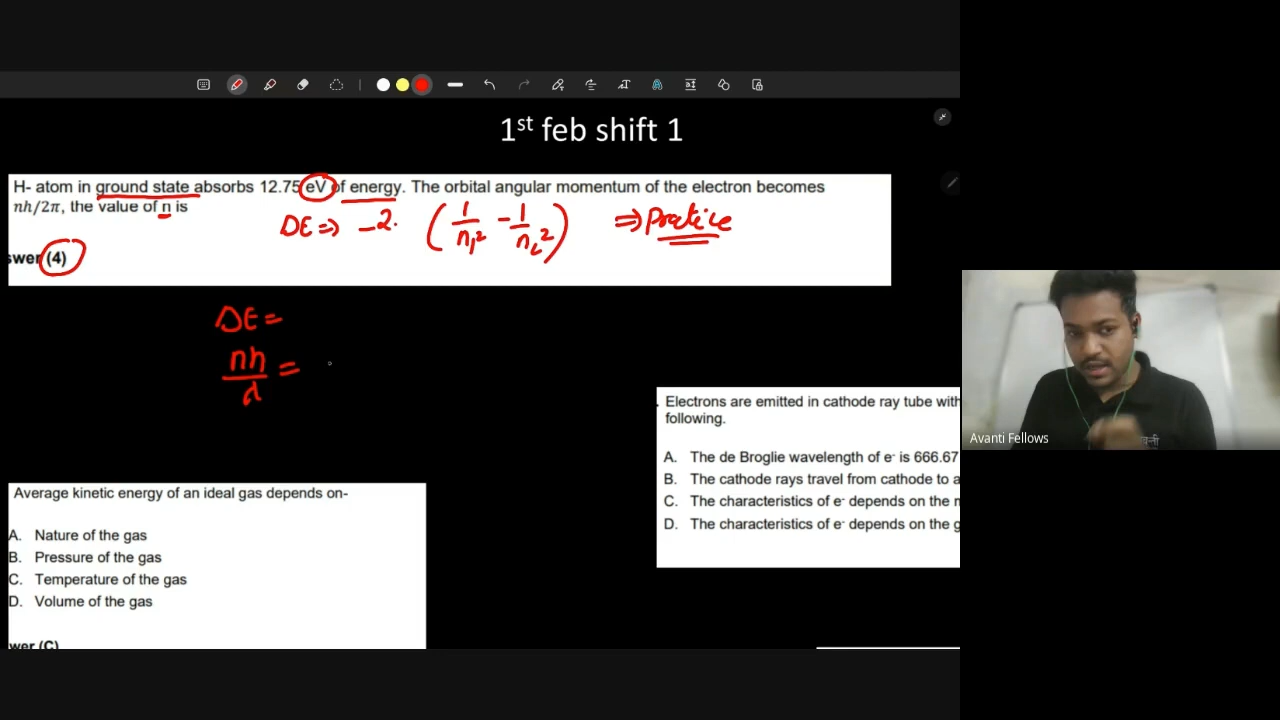 1st feb shift 1
H- atom in ground state absorbs 12.75 eV of energy. The orbital angular momentum of the electron becomes
nh/2π, the value of n is
DE ⇒ -2. (1/n₁² - 1/n₂²) ⇒ Pratice
swer (4)
DE =
nh/λ =
. Electrons are emitted in cathode ray tube with
following.
A. The de Broglie wavelength of e- is 666.67
B. The cathode rays travel from cathode to a
C. The characteristics of e- depends on the n
D. The characteristics of e- depends on the g
Avanti Fellows
Average kinetic energy of an ideal gas depends on-
A. Nature of the gas
B. Pressure of the gas
C. Temperature of the gas
D. Volume of the gas
wer (C)